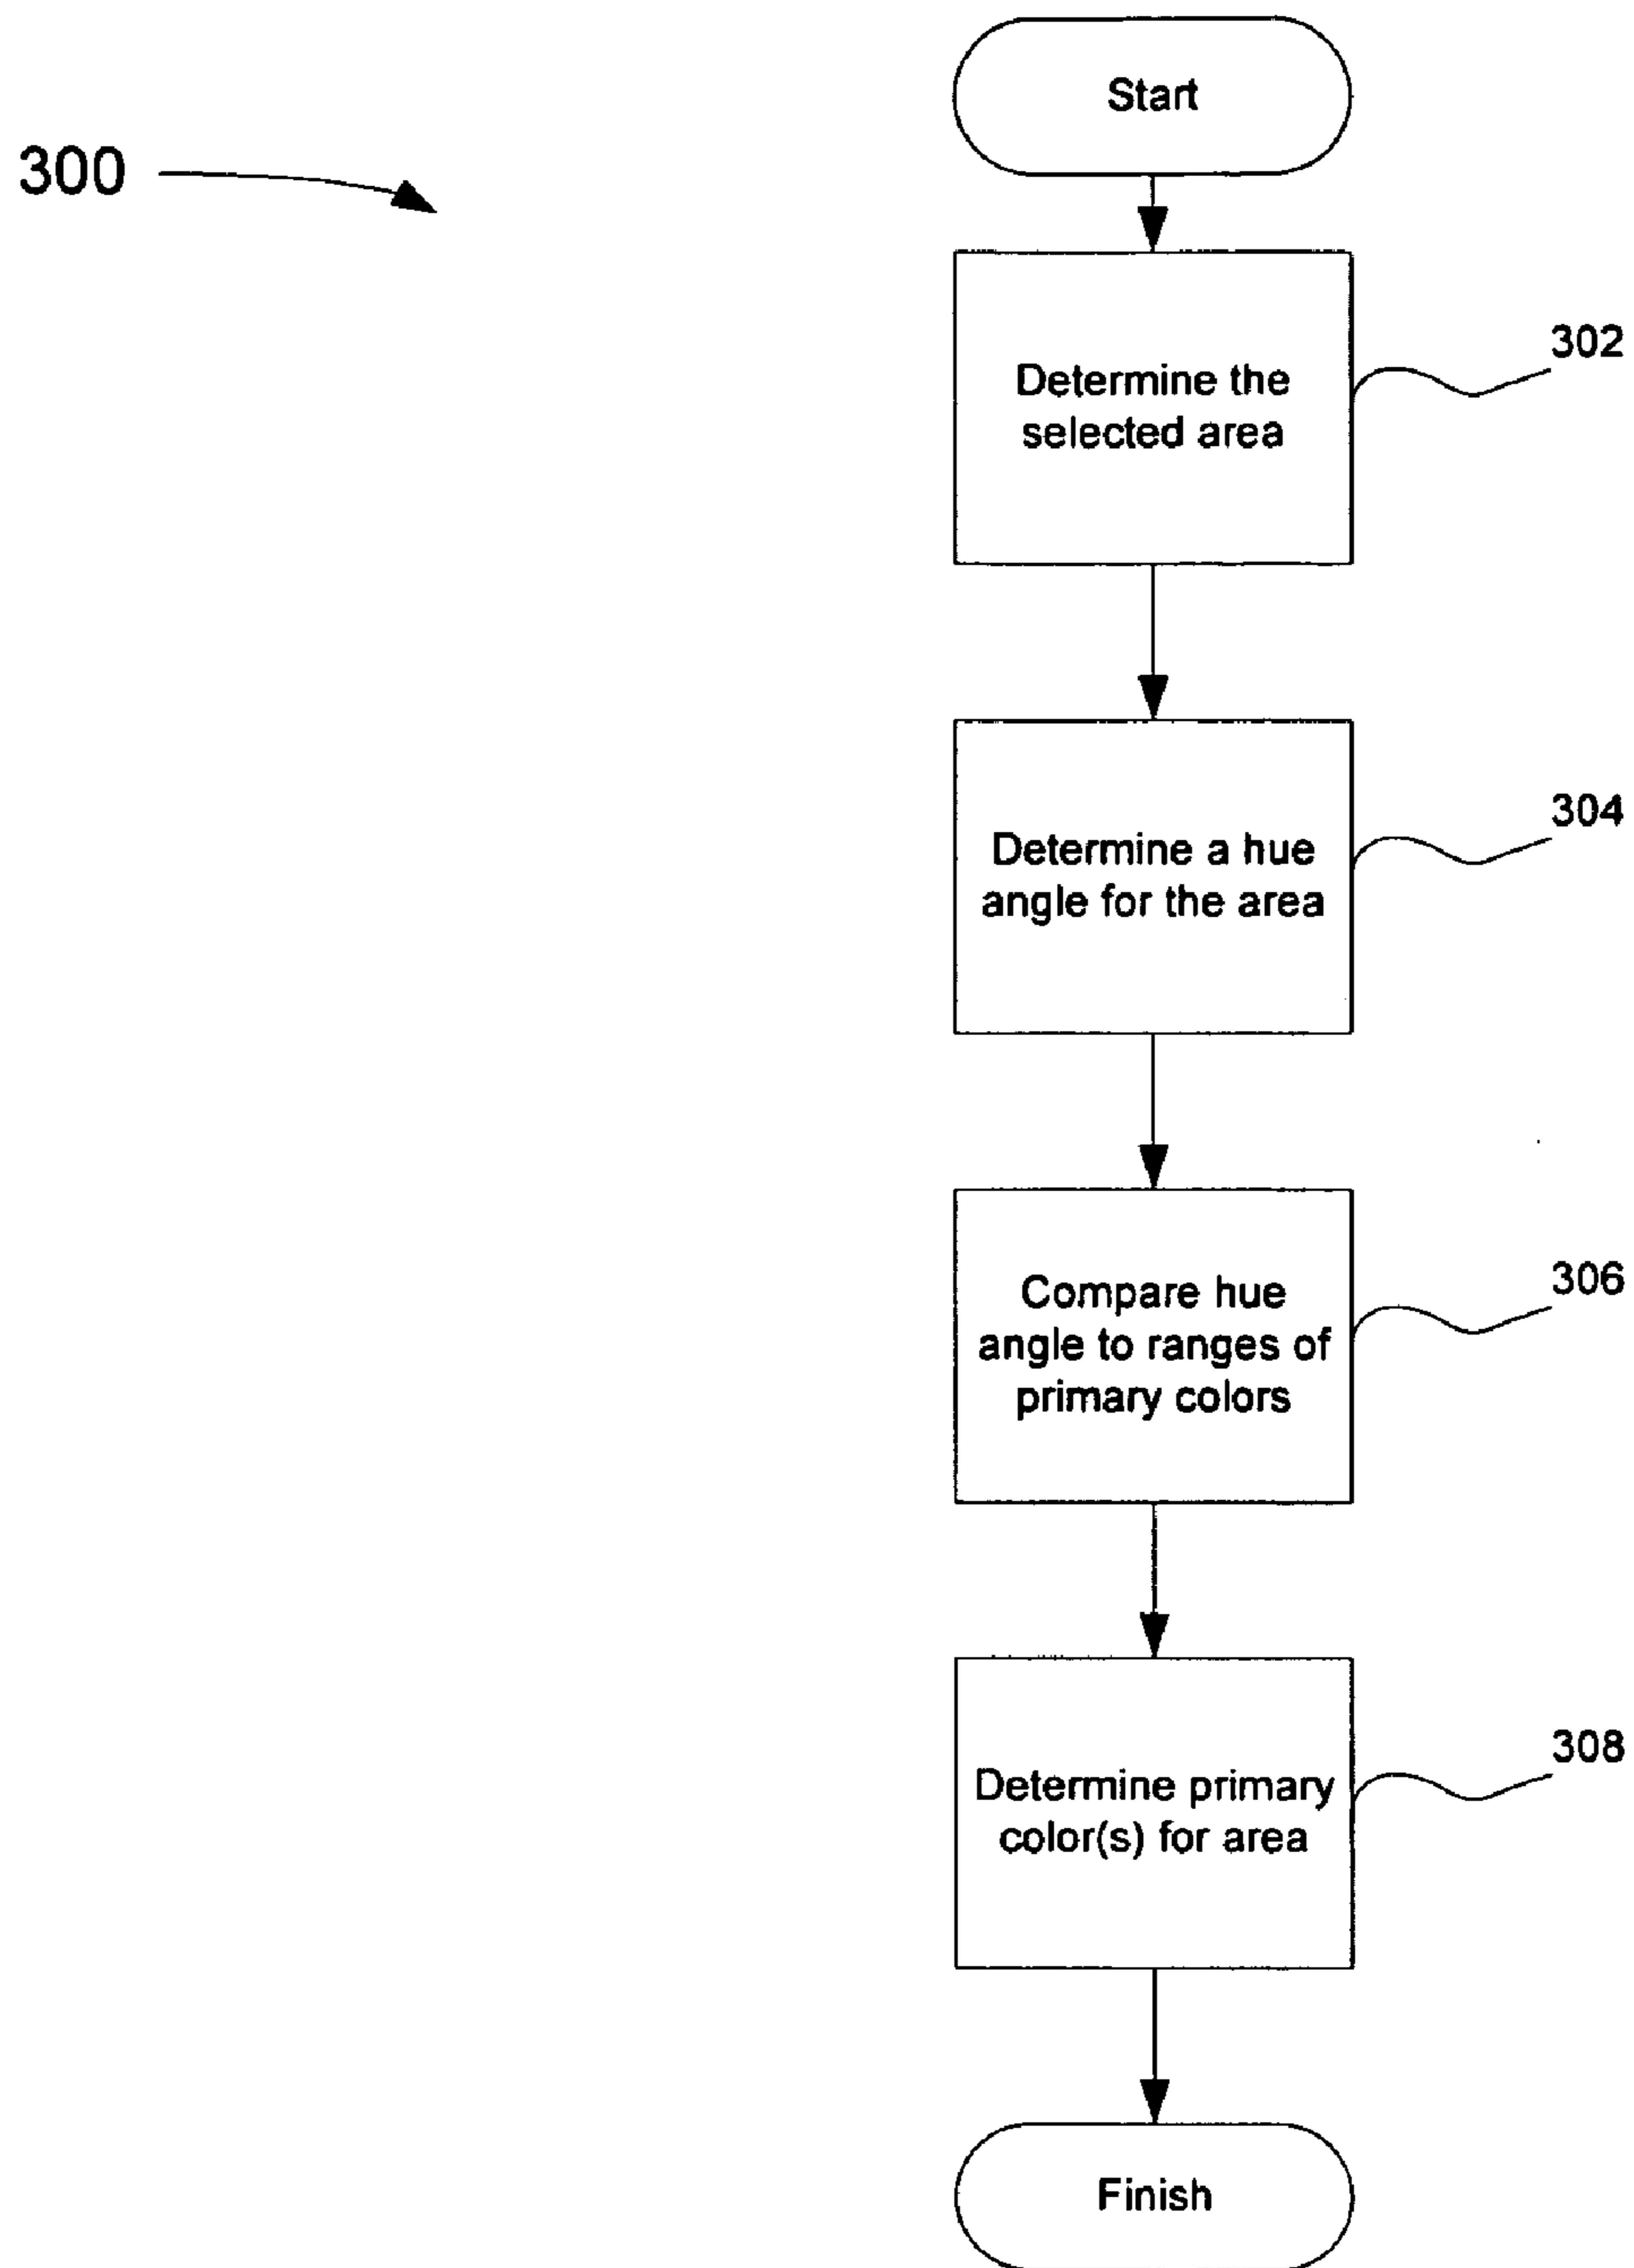 Start
300
Determine the
selected area
302
Determine a hue
angle for the area
304
Compare hue
angle to ranges of
primary colors
306
Determine primary
color(s) for area
308
Finish